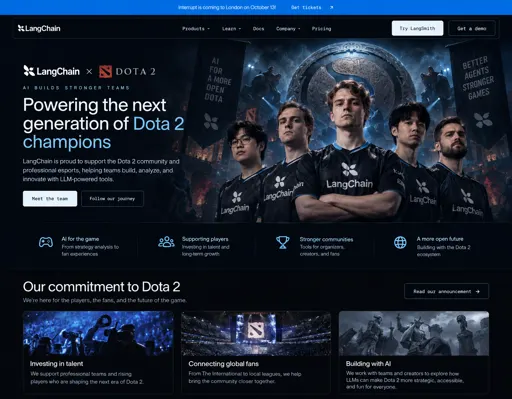 Interrupt is coming to London on October 13! Get tickets ↗
LangChain
Products Learn Docs Company Pricing
Try LangSmith
Get a demo
LangChain × DOTA 2
AI BUILDS STRONGER TEAMS
Powering the next
generation of Dota 2
champions
LangChain is proud to support the Dota 2 community and
professional esports, helping teams build, analyze, and
innovate with LLM-powered tools.
Meet the team
Follow our journey
AI
FOR
A MORE
OPEN
DOTA
BETTER
AGENTS
STRONGER
GAMES
LangChain
LangChain
LangChain
LangChain
LangChain
AI for the game
From strategy analysis to
fan experiences
Supporting players
Investing in talent and
long-term growth
Stronger communities
Tools for organizers,
creators, and fans
A more open future
Building with the Dota 2
ecosystem
Our commitment to Dota 2
We're here for the players, the fans, and the future of the game.
Read our announcement →
Investing in talent
We support professional teams and rising
players who are shaping the next era of Dota 2.
Connecting global fans
From The International to local leagues, we help
bring the community closer together.
Building with AI
We work with teams and creators to explore how
LLMs can make Dota 2 more strategic, accessible,
and fun for everyone.